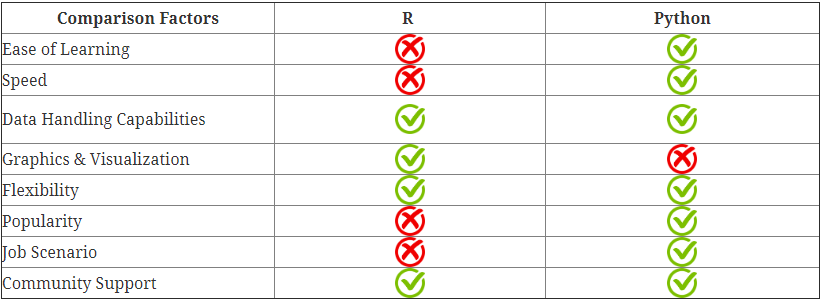 Comparison Factors R Python
Ease of Learning
Speed
Data Handling Capabilities
Graphics & Visualization
Flexibility
Popularity
Job Scenario
Community Support